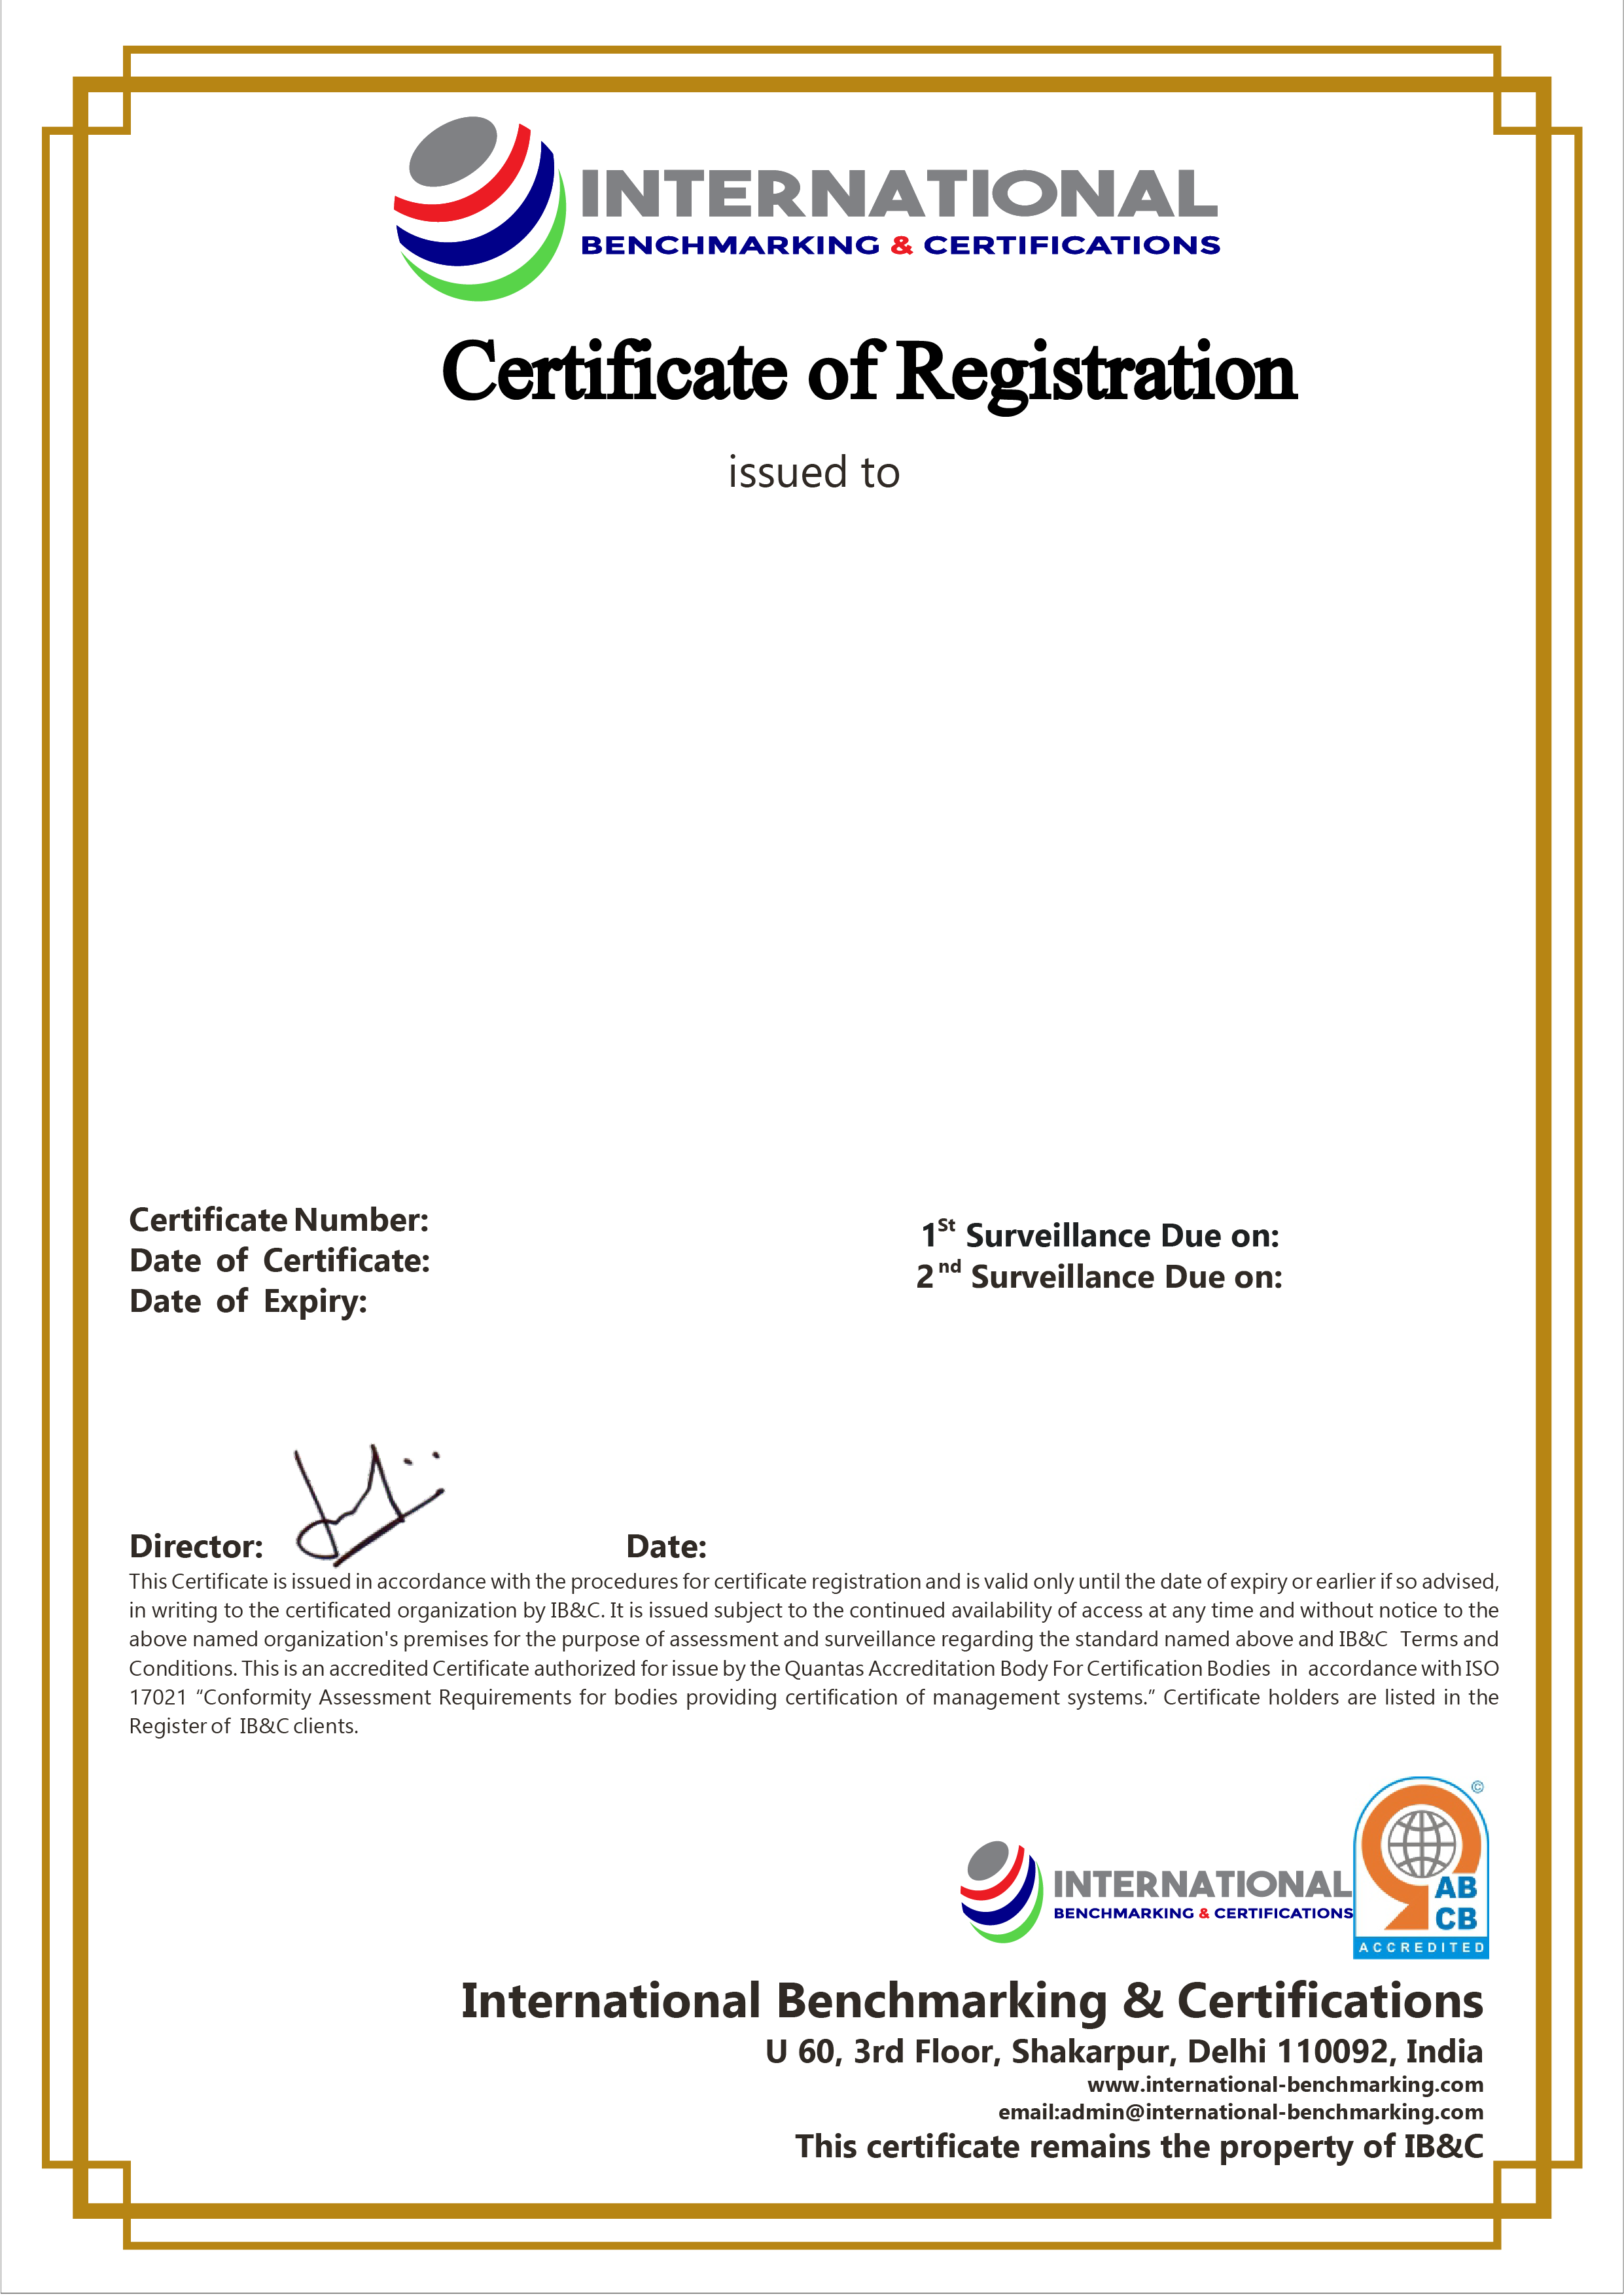 INTERNATIONAL
BENCHMARKING & CERTIFICATIONS
Certificate of Registration
issued to
Certificate Number:
Date of Certificate:
Date of Expiry:
1St Surveillance Due on:
2nd Surveillance Due on:
Director:
Date:
This Certificate is issued in accordance with the procedures for certificate registration and is valid only until the date of expiry or earlier if so advised,
in writing to the certificated organization by IB&C. It is issued subject to the continued availability of access at any time and without notice to the
above named organization's premises for the purpose of assessment and surveillance regarding the standard named above and IB&C Terms and
Conditions. This is an accredited Certificate authorized for issue by the Quantas Accreditation Body For Certification Bodies in accordance with ISO
17021 “Conformity Assessment Requirements for bodies providing certification of management systems.” Certificate holders are listed in the
Register of IB&C clients.
INTERNATIONAL
BENCHMARKING & CERTIFICATIONS
©
AB
CB
ACCREDITED
International Benchmarking & Certifications
U 60, 3rd Floor, Shakarpur, Delhi 110092, India
www.international-benchmarking.com
email:admin@international-benchmarking.com
This certificate remains the property of IB&C